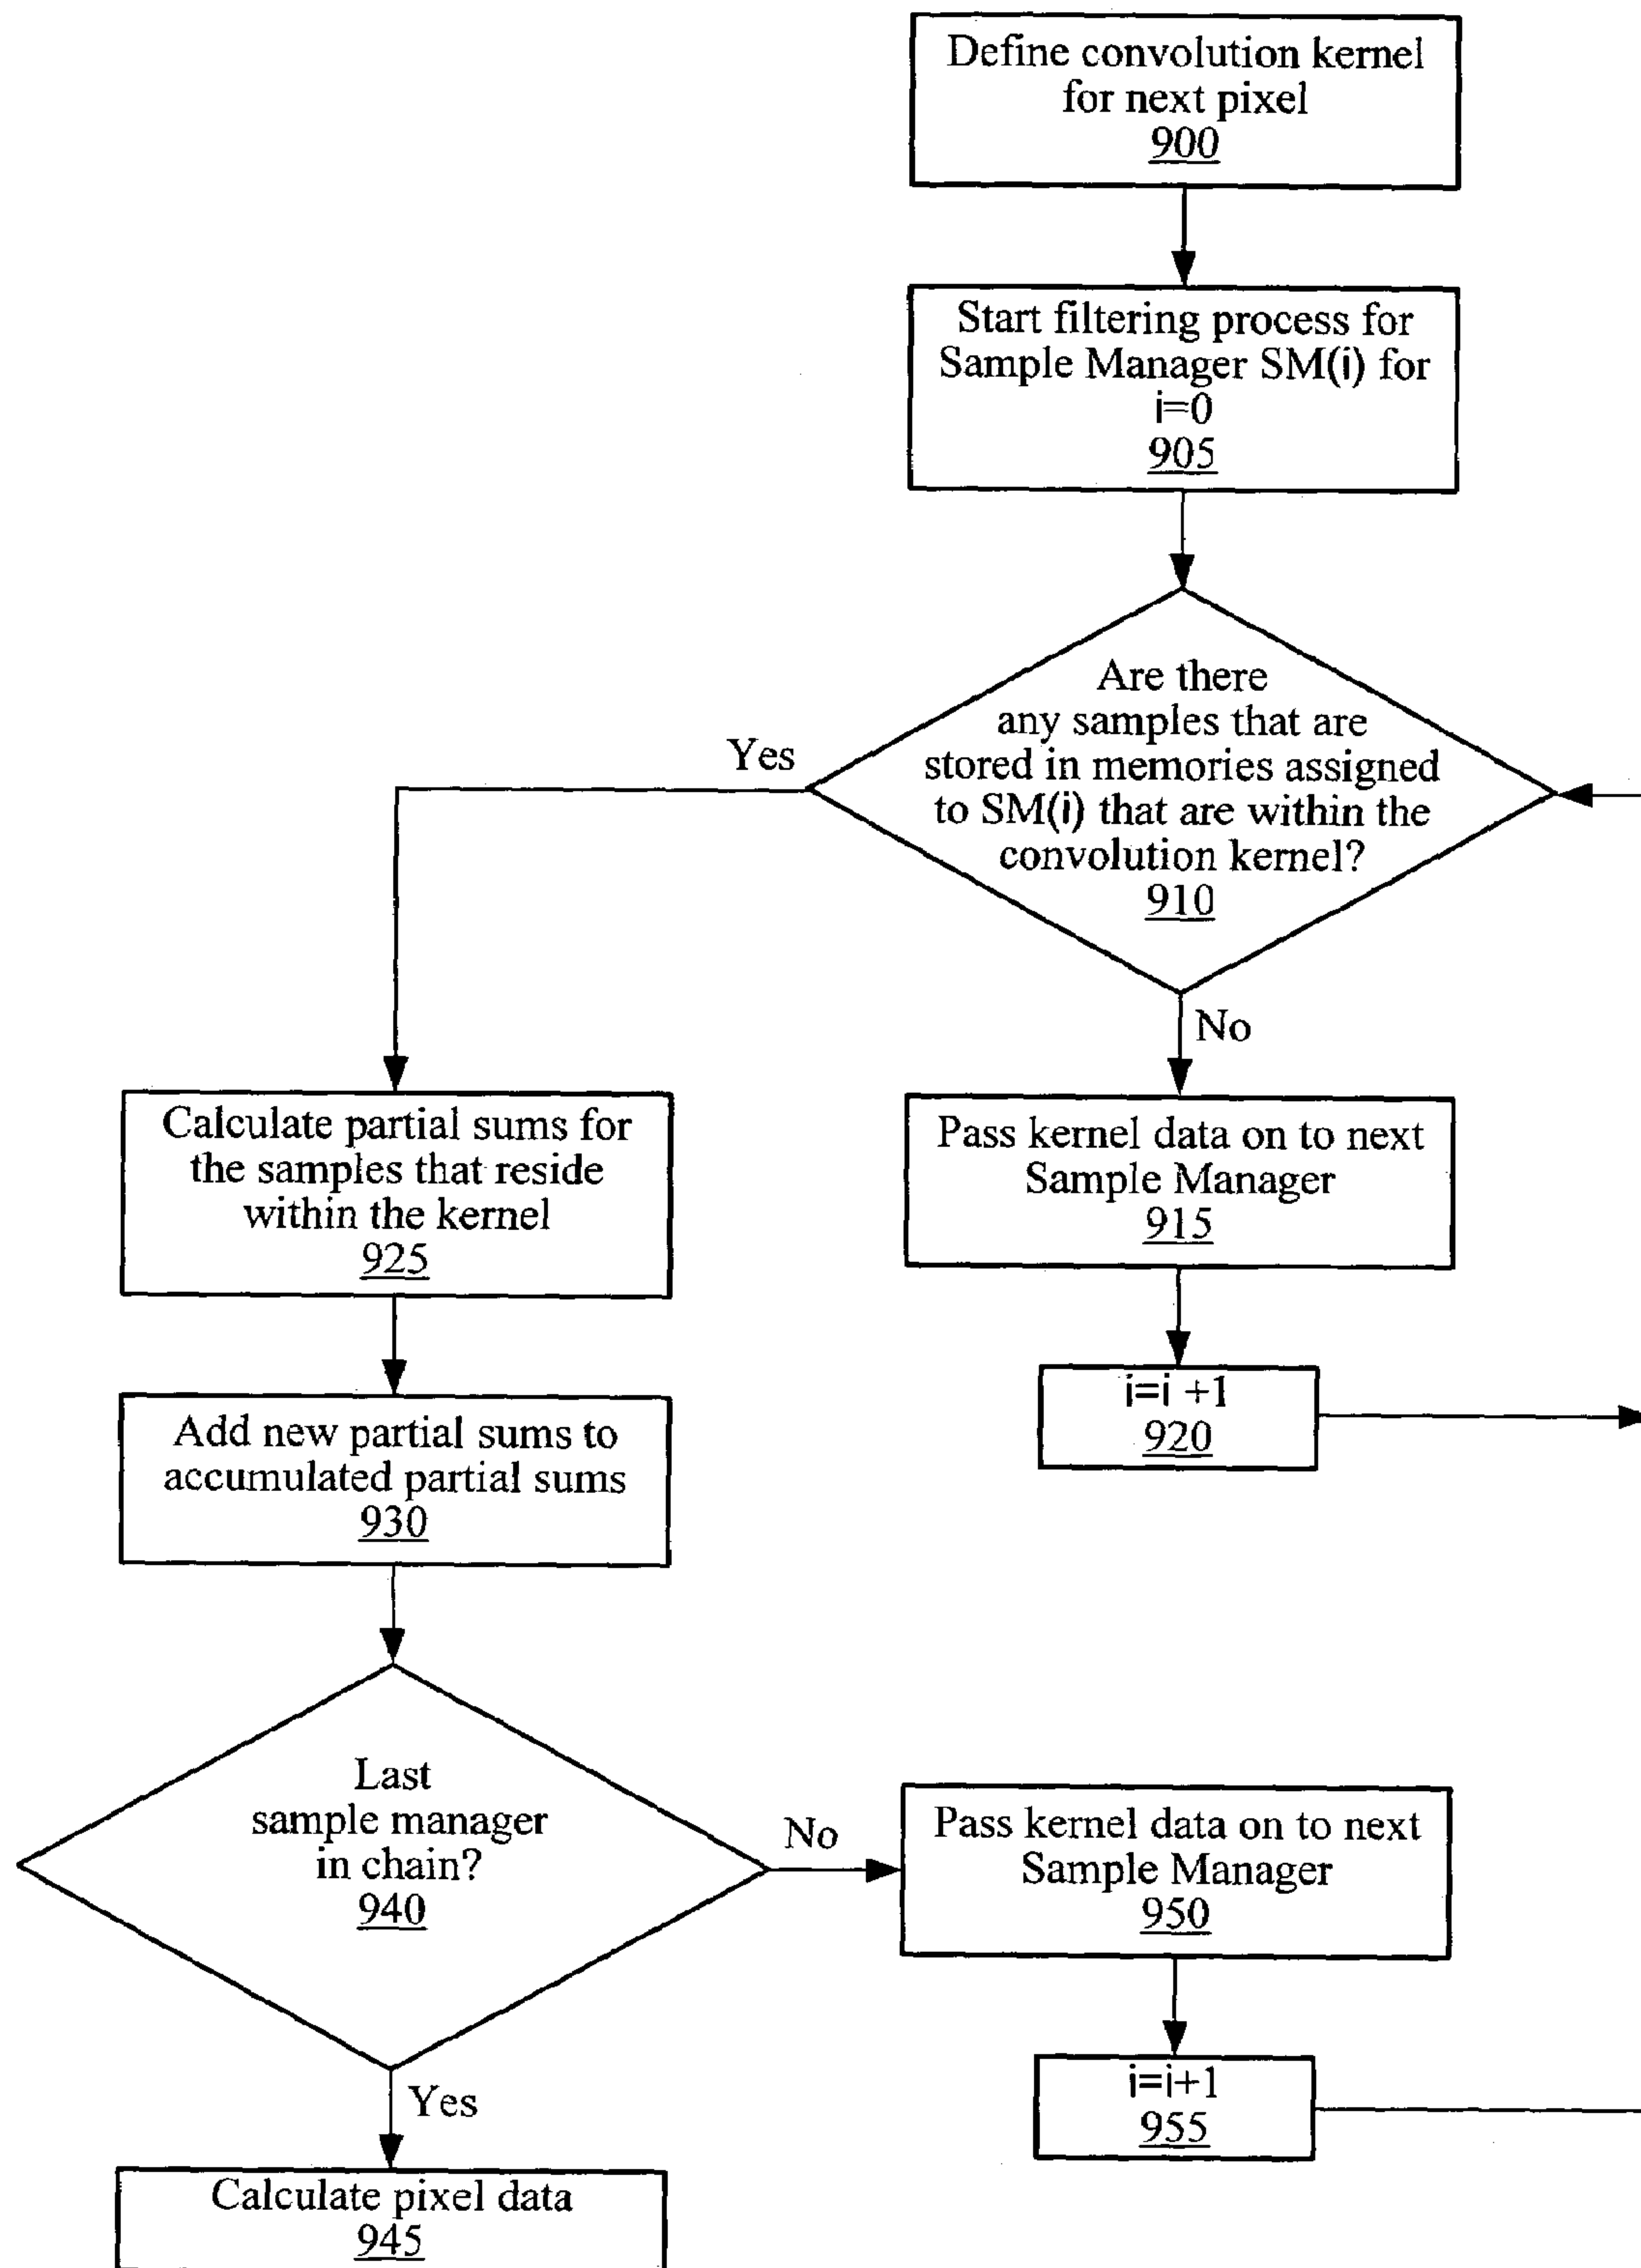 Define convolution kernel
for next pixel
900
Start filtering process for
Sample Manager SM(i) for
i=0
905
Are there
any samples that are
stored in memories assigned
to SM(i) that are within the
convolution kernel?
910
Yes
No
Calculate partial sums for
the samples that reside
within the kernel
925
Pass kernel data on to next
Sample Manager
915
i=i +1
920
Add new partial sums to
accumulated partial sums
930
Last
sample manager
in chain?
940
No
Pass kernel data on to next
Sample Manager
950
Yes
i=i+1
955
Calculate pixel data
945